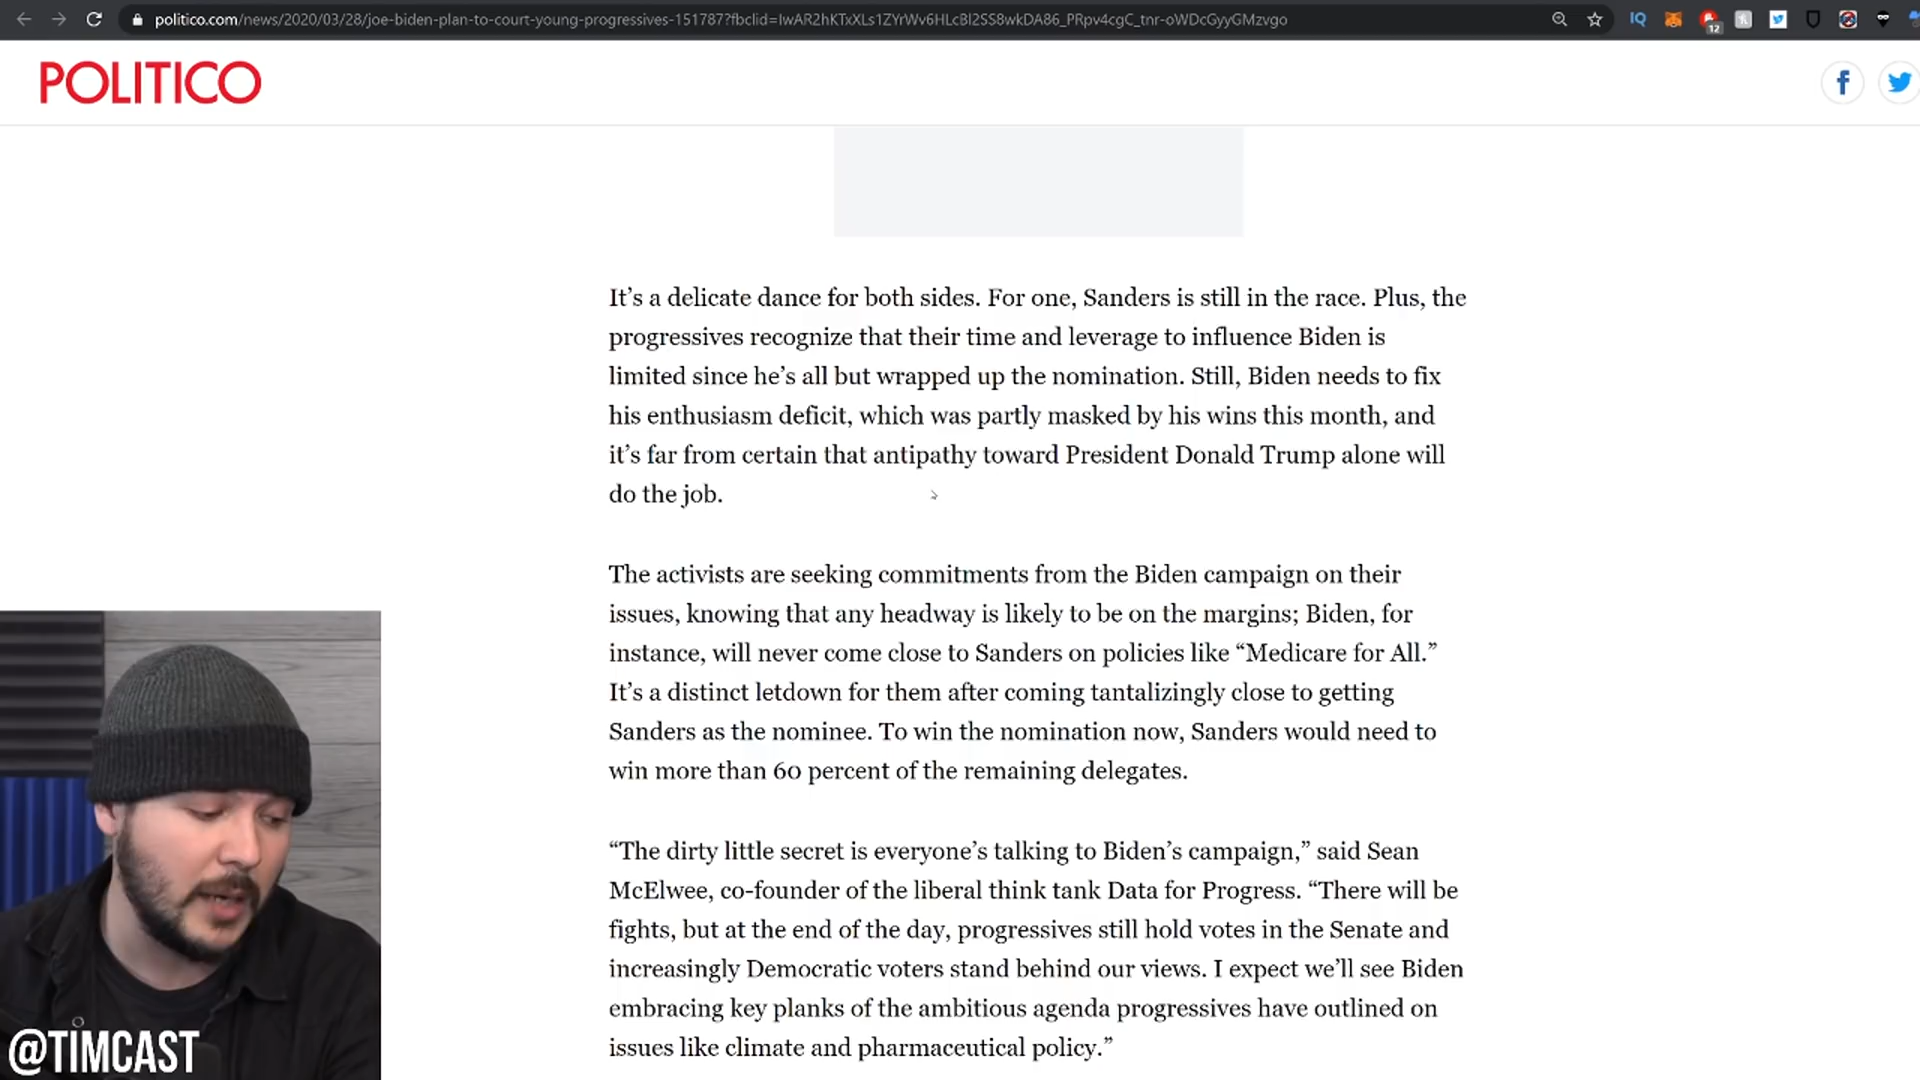 politico.com/news/2020/03/28/joe-biden-plan-to-court-young-progressives-151787?fbclid=IwAR2hKTxXLs1ZYrWv6HLcBl2SS8wkDA86_PRpv4cgC_tnr-oWDcGyyGMzvgo
IQ
12
POLITICO
It’s a delicate dance for both sides. For one, Sanders is still in the race. Plus, the
progressives recognize that their time and leverage to influence Biden is
limited since he’s all but wrapped up the nomination. Still, Biden needs to fix
his enthusiasm deficit, which was partly masked by his wins this month, and
it’s far from certain that antipathy toward President Donald Trump alone will
do the job.
The activists are seeking commitments from the Biden campaign on their
issues, knowing that any headway is likely to be on the margins; Biden, for
instance, will never come close to Sanders on policies like “Medicare for All.”
It’s a distinct letdown for them after coming tantalizingly close to getting
Sanders as the nominee. To win the nomination now, Sanders would need to
win more than 60 percent of the remaining delegates.
“The dirty little secret is everyone’s talking to Biden’s campaign,” said Sean
McElwee, co-founder of the liberal think tank Data for Progress. “There will be
fights, but at the end of the day, progressives still hold votes in the Senate and
increasingly Democratic voters stand behind our views. I expect we’ll see Biden
embracing key planks of the ambitious agenda progressives have outlined on
issues like climate and pharmaceutical policy.”
@TIMCAST